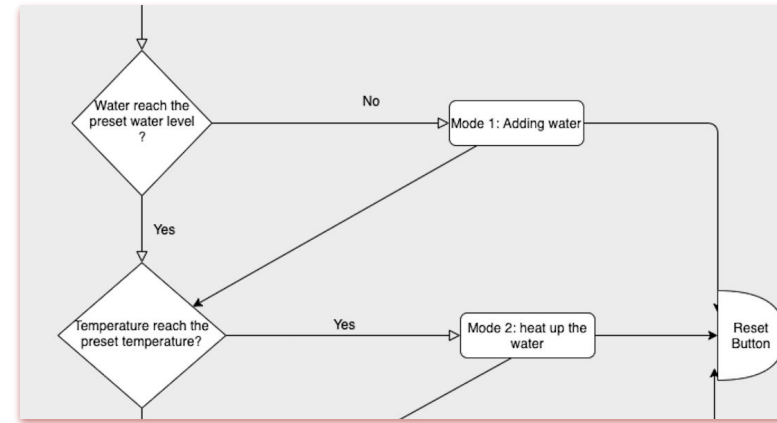 Water reach the
preset water level
?
No
Mode 1: Adding water
Yes
Temperature reach the
preset temperature?
Yes
Mode 2: heat up the
water
Reset
Button